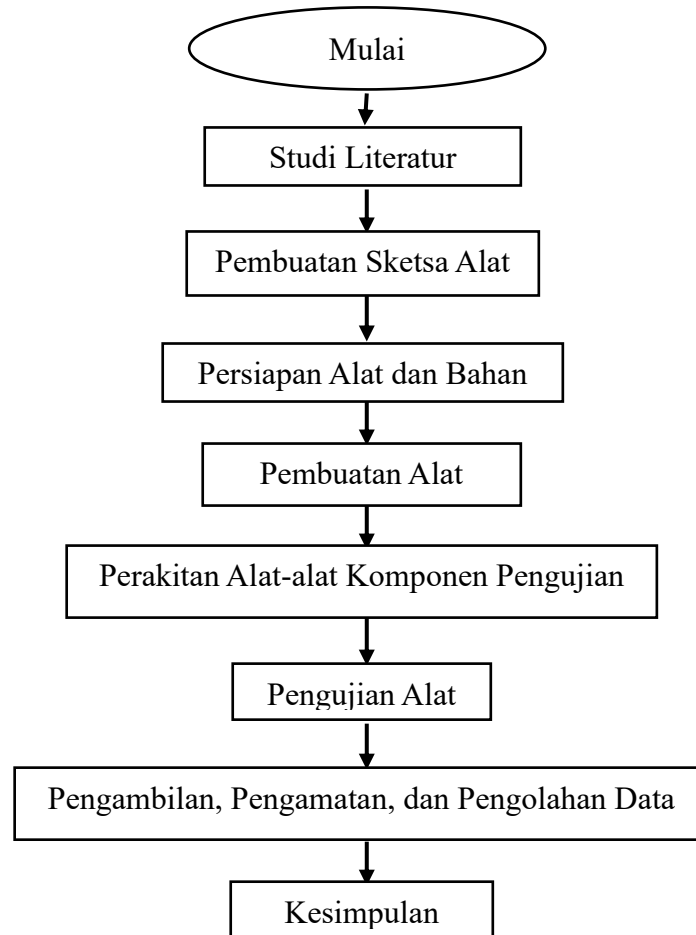 Mulai
Studi Literatur
Pembuatan Sketsa Alat
Persiapan Alat dan Bahan
Pembuatan Alat
Perakitan Alat-alat Komponen Pengujian
Pengujian Alat
Pengambilan, Pengamatan, dan Pengolahan Data
Kesimpulan